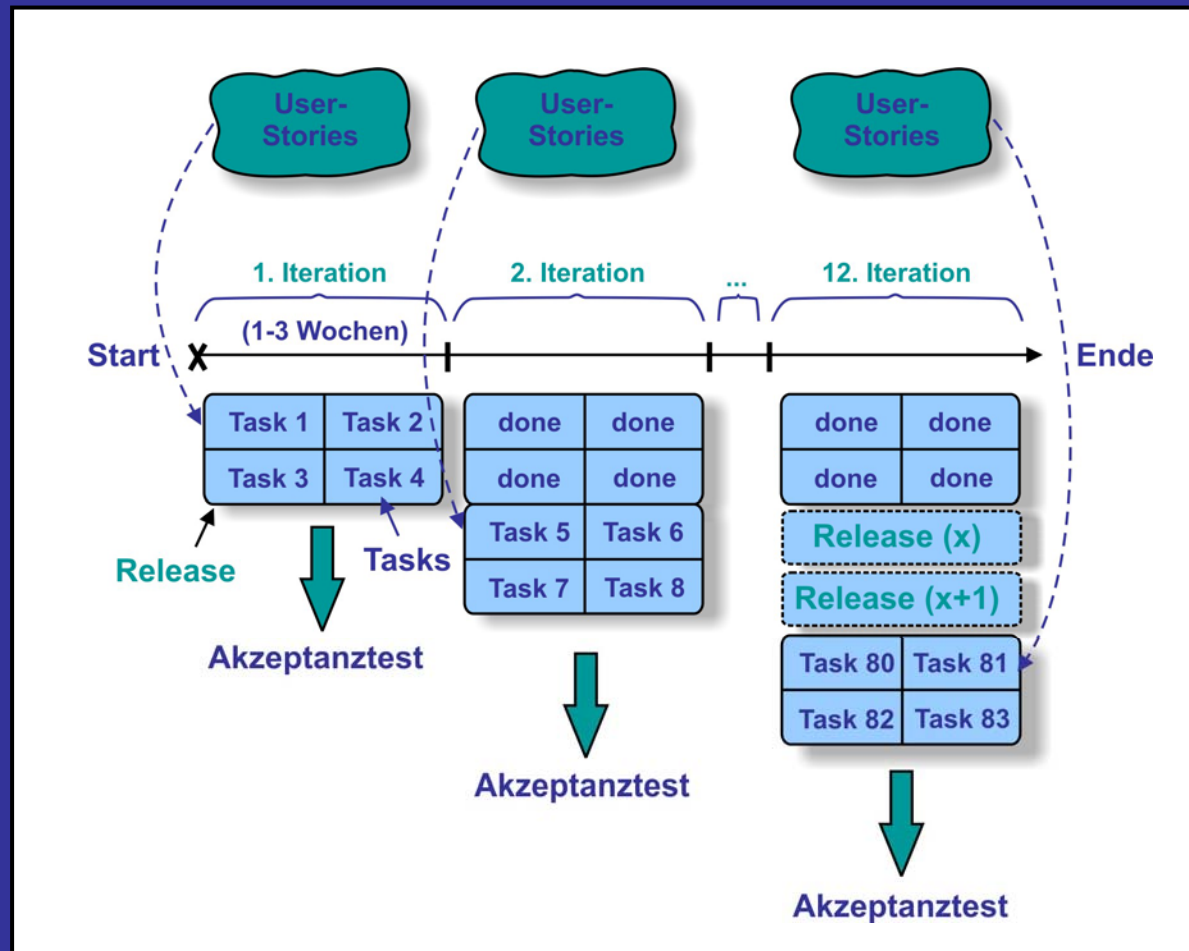 User-
Stories
User-
Stories
User-
Stories
1. Iteration
2. Iteration
...
12. Iteration
(1-3 Wochen)
Start
Ende
Task 1
Task 2
Task 3
Task 4
done
done
done
done
Task 5
Task 6
Task 7
Task 8
done
done
done
done
Release (x)
Release (x+1)
Task 80
Task 81
Task 82
Task 83
Release
Tasks
Akzeptanztest
Akzeptanztest
Akzeptanztest